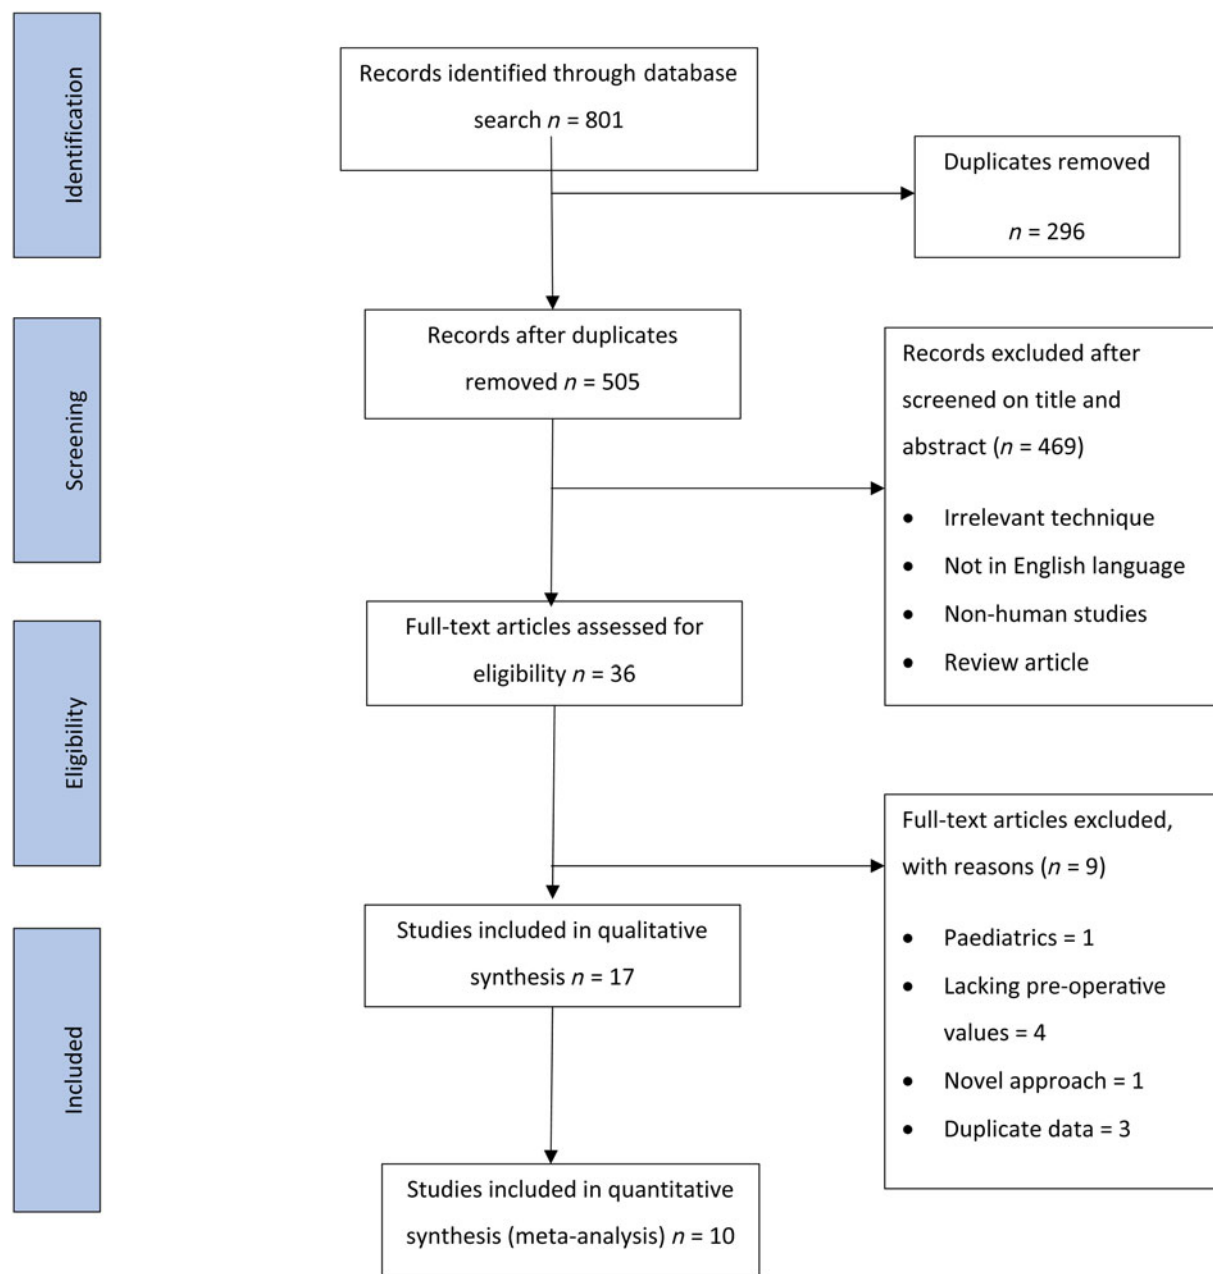 Identification
Records identified through database
search n = 801
Duplicates removed
n = 296
Screening
Records after duplicates
removed n = 505
Records excluded after
screened on title and
abstract (n = 469)
• Irrelevant technique
• Not in English language
• Non-human studies
• Review article
Eligibility
Full-text articles assessed for
eligibility n = 36
Full-text articles excluded,
with reasons (n = 9)
• Paediatrics = 1
• Lacking pre-operative
values = 4
• Novel approach = 1
• Duplicate data = 3
Included
Studies included in qualitative
synthesis n = 17
Studies included in quantitative
synthesis (meta-analysis) n = 10